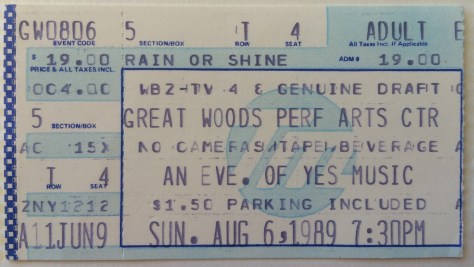 GW0806 5 T 4 ADULT E
EVENT CODE SECTION/BOX ROW SEAT All Taxes Incl. If Applicable
$ 19.00 RAIN OR SHINE ADM# 19.00
PRICE & ALL TAXES INCL.
004.00 WBZ-TV 4 & GENUINE DRAFT
5 SECTION/BOX GREAT WOODS PERF ARTS CTR
AC 15X NO CAMERAS/TAPE/BEVERAGE A
T 4 AN EVE. OF YES MUSIC
ROW SEAT
ZNY1212 $1.50 PARKING INCLUDED A
A11JUN9 SUN. AUG 6,1989 7:30PM